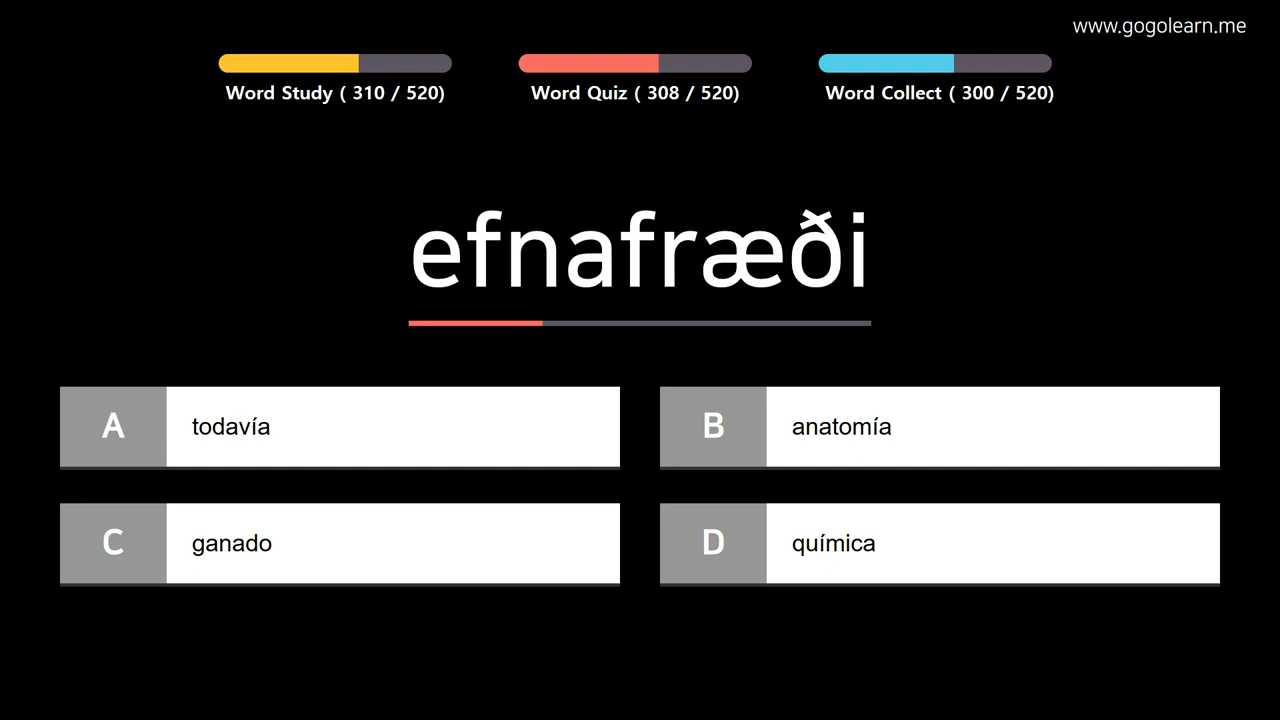 www.gogolearn.me
Word Study ( 310 / 520)
Word Quiz ( 308 / 520)
Word Collect ( 300 / 520)
efnafræði
A
todavía
B
anatomía
C
ganado
D
química